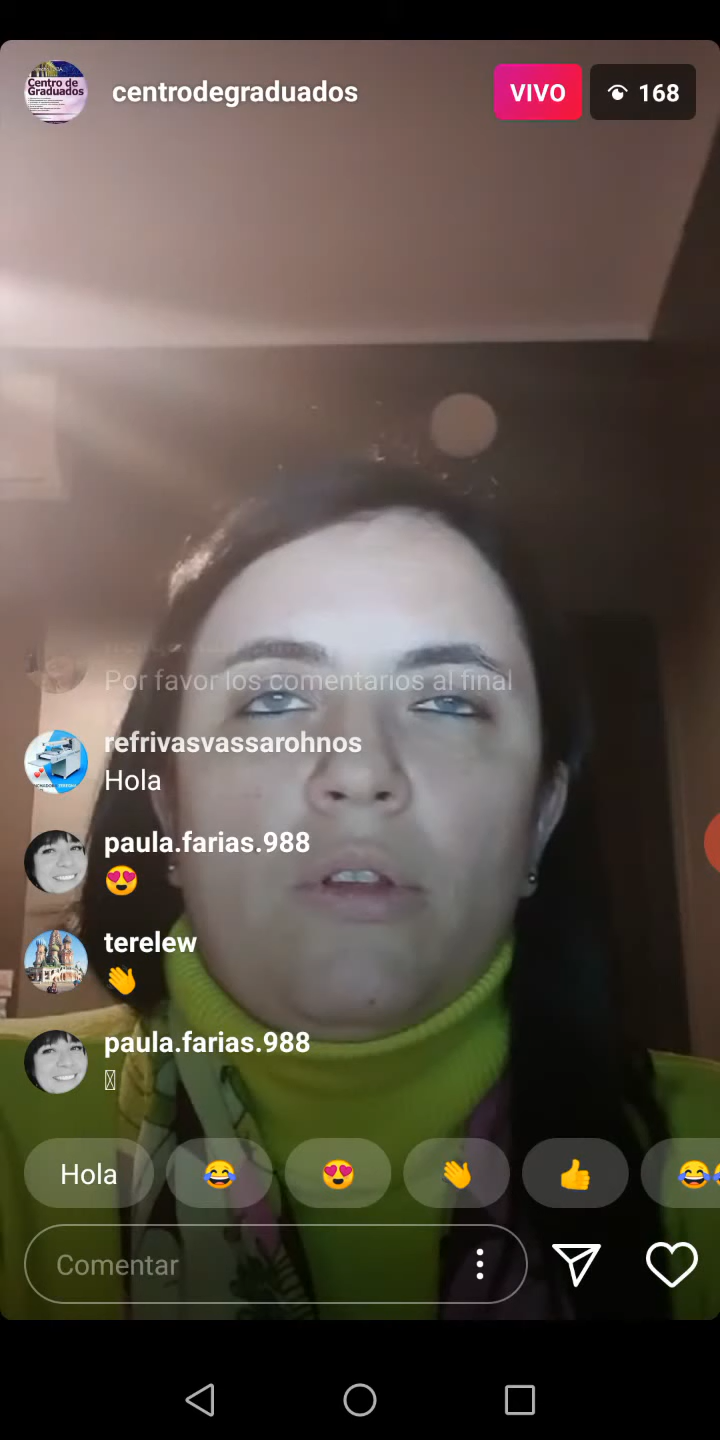 Centro de
Graduados
centrodegraduados
VIVO
168
Por favor los comentarios al final
refrivasvassarohnos
Hola
paula.farias.988
😍
terelew
👋
paula.farias.988
Hola
😂
😍
👋
👍
😂
Comentar